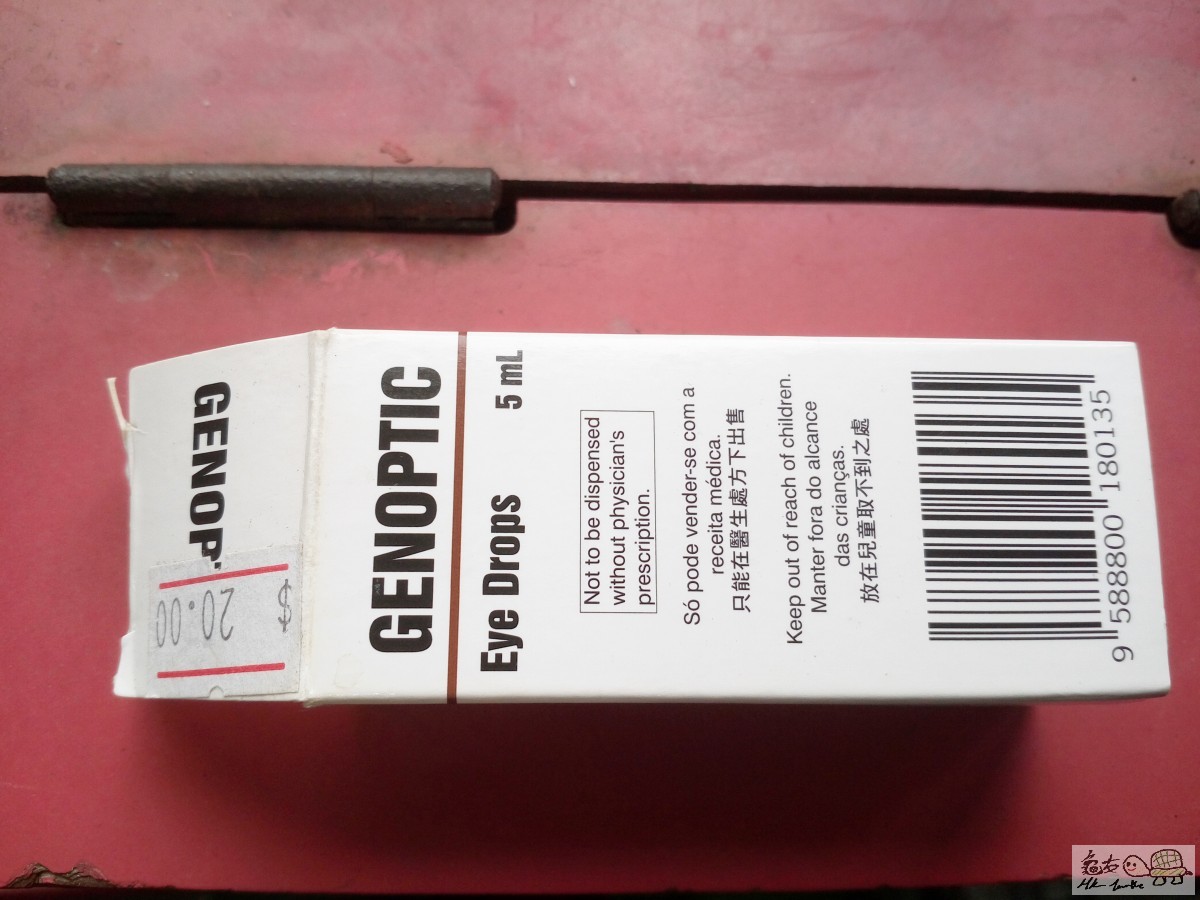 GENOP
$ 20.00
GENOPTIC
Eye Drops 5 mL
Not to be dispensed
without physician's
prescription.
Só pode vender-se com a
receita médica.
只能在醫生處方下出售
Keep out of reach of children.
Manter fora do alcance
das crianças.
放在兒童取不到之處
9 588800 180135
龜友